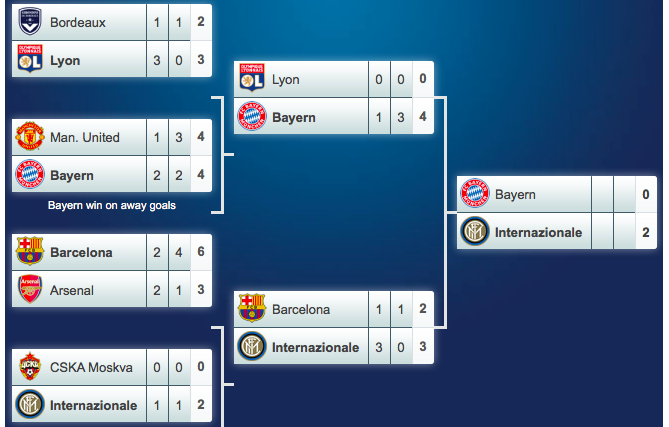 Bordeaux 1 1 2
Lyon 3 0 3
Lyon 0 0 0
Bayern 1 3 4
Man. United 1 3 4
Bayern 2 2 4
Bayern win on away goals
Bayern 0
Internazionale 2
Barcelona 2 4 6
Arsenal 2 1 3
Barcelona 1 1 2
Internazionale 3 0 3
CSKA Moskva 0 0 0
Internazionale 1 1 2